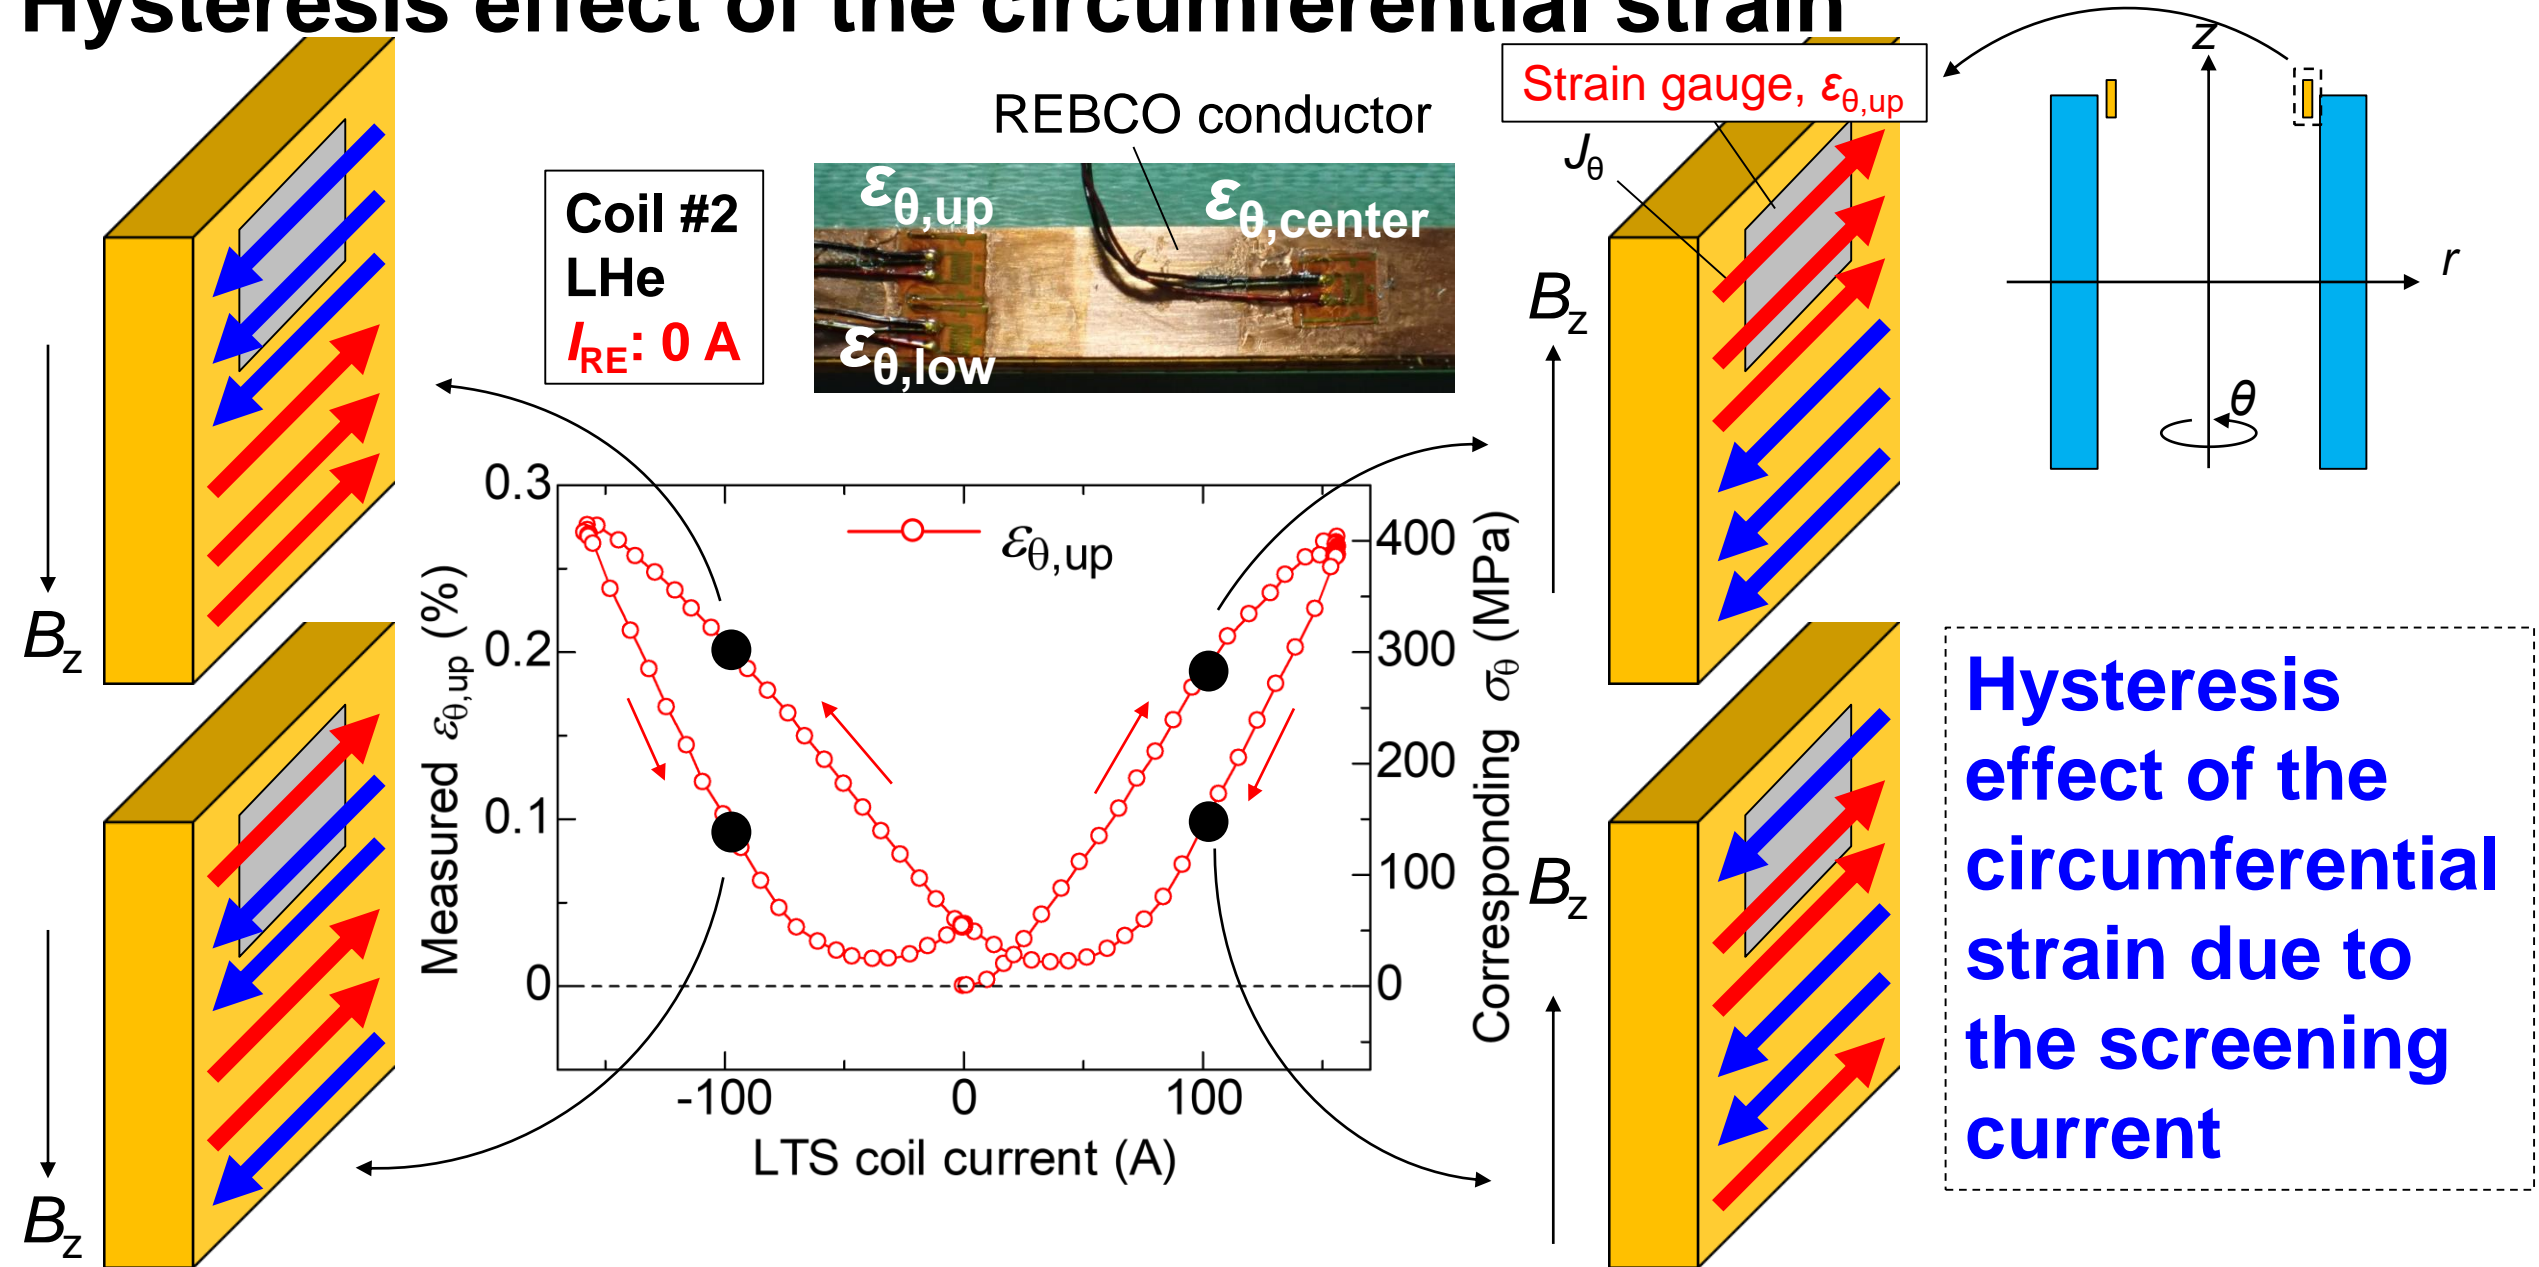 Hysteresis effect of the circumferential strain
z
Strain gauge, εθ,up
REBCO conductor
Jθ
r
θ
Coil #2
LHe
IRE: 0 A
εθ,up
εθ,center
εθ,low
Bz
Bz
Bz
Bz
0.3
0.2
0.1
0
Measured εθ,up (%)
εθ,up
400
300
200
100
0
Corresponding σθ (MPa)
-100
0
100
LTS coil current (A)
Hysteresis
effect of the
circumferential
strain due to
the screening
current